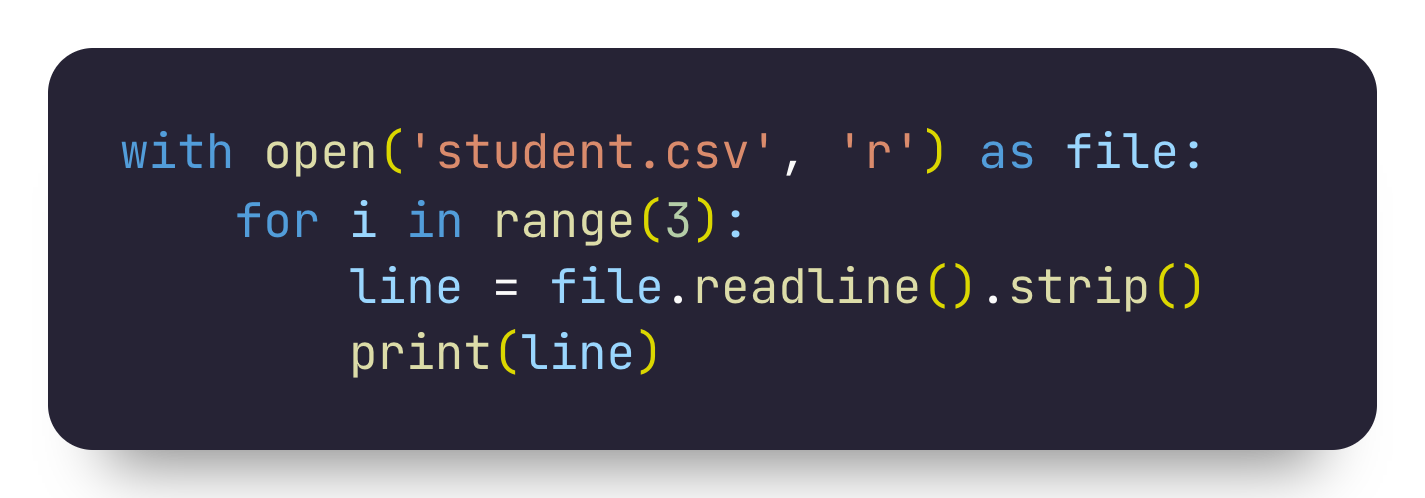 with open('student.csv', 'r') as file:
    for i in range(3):
        line = file.readline().strip()
        print(line)